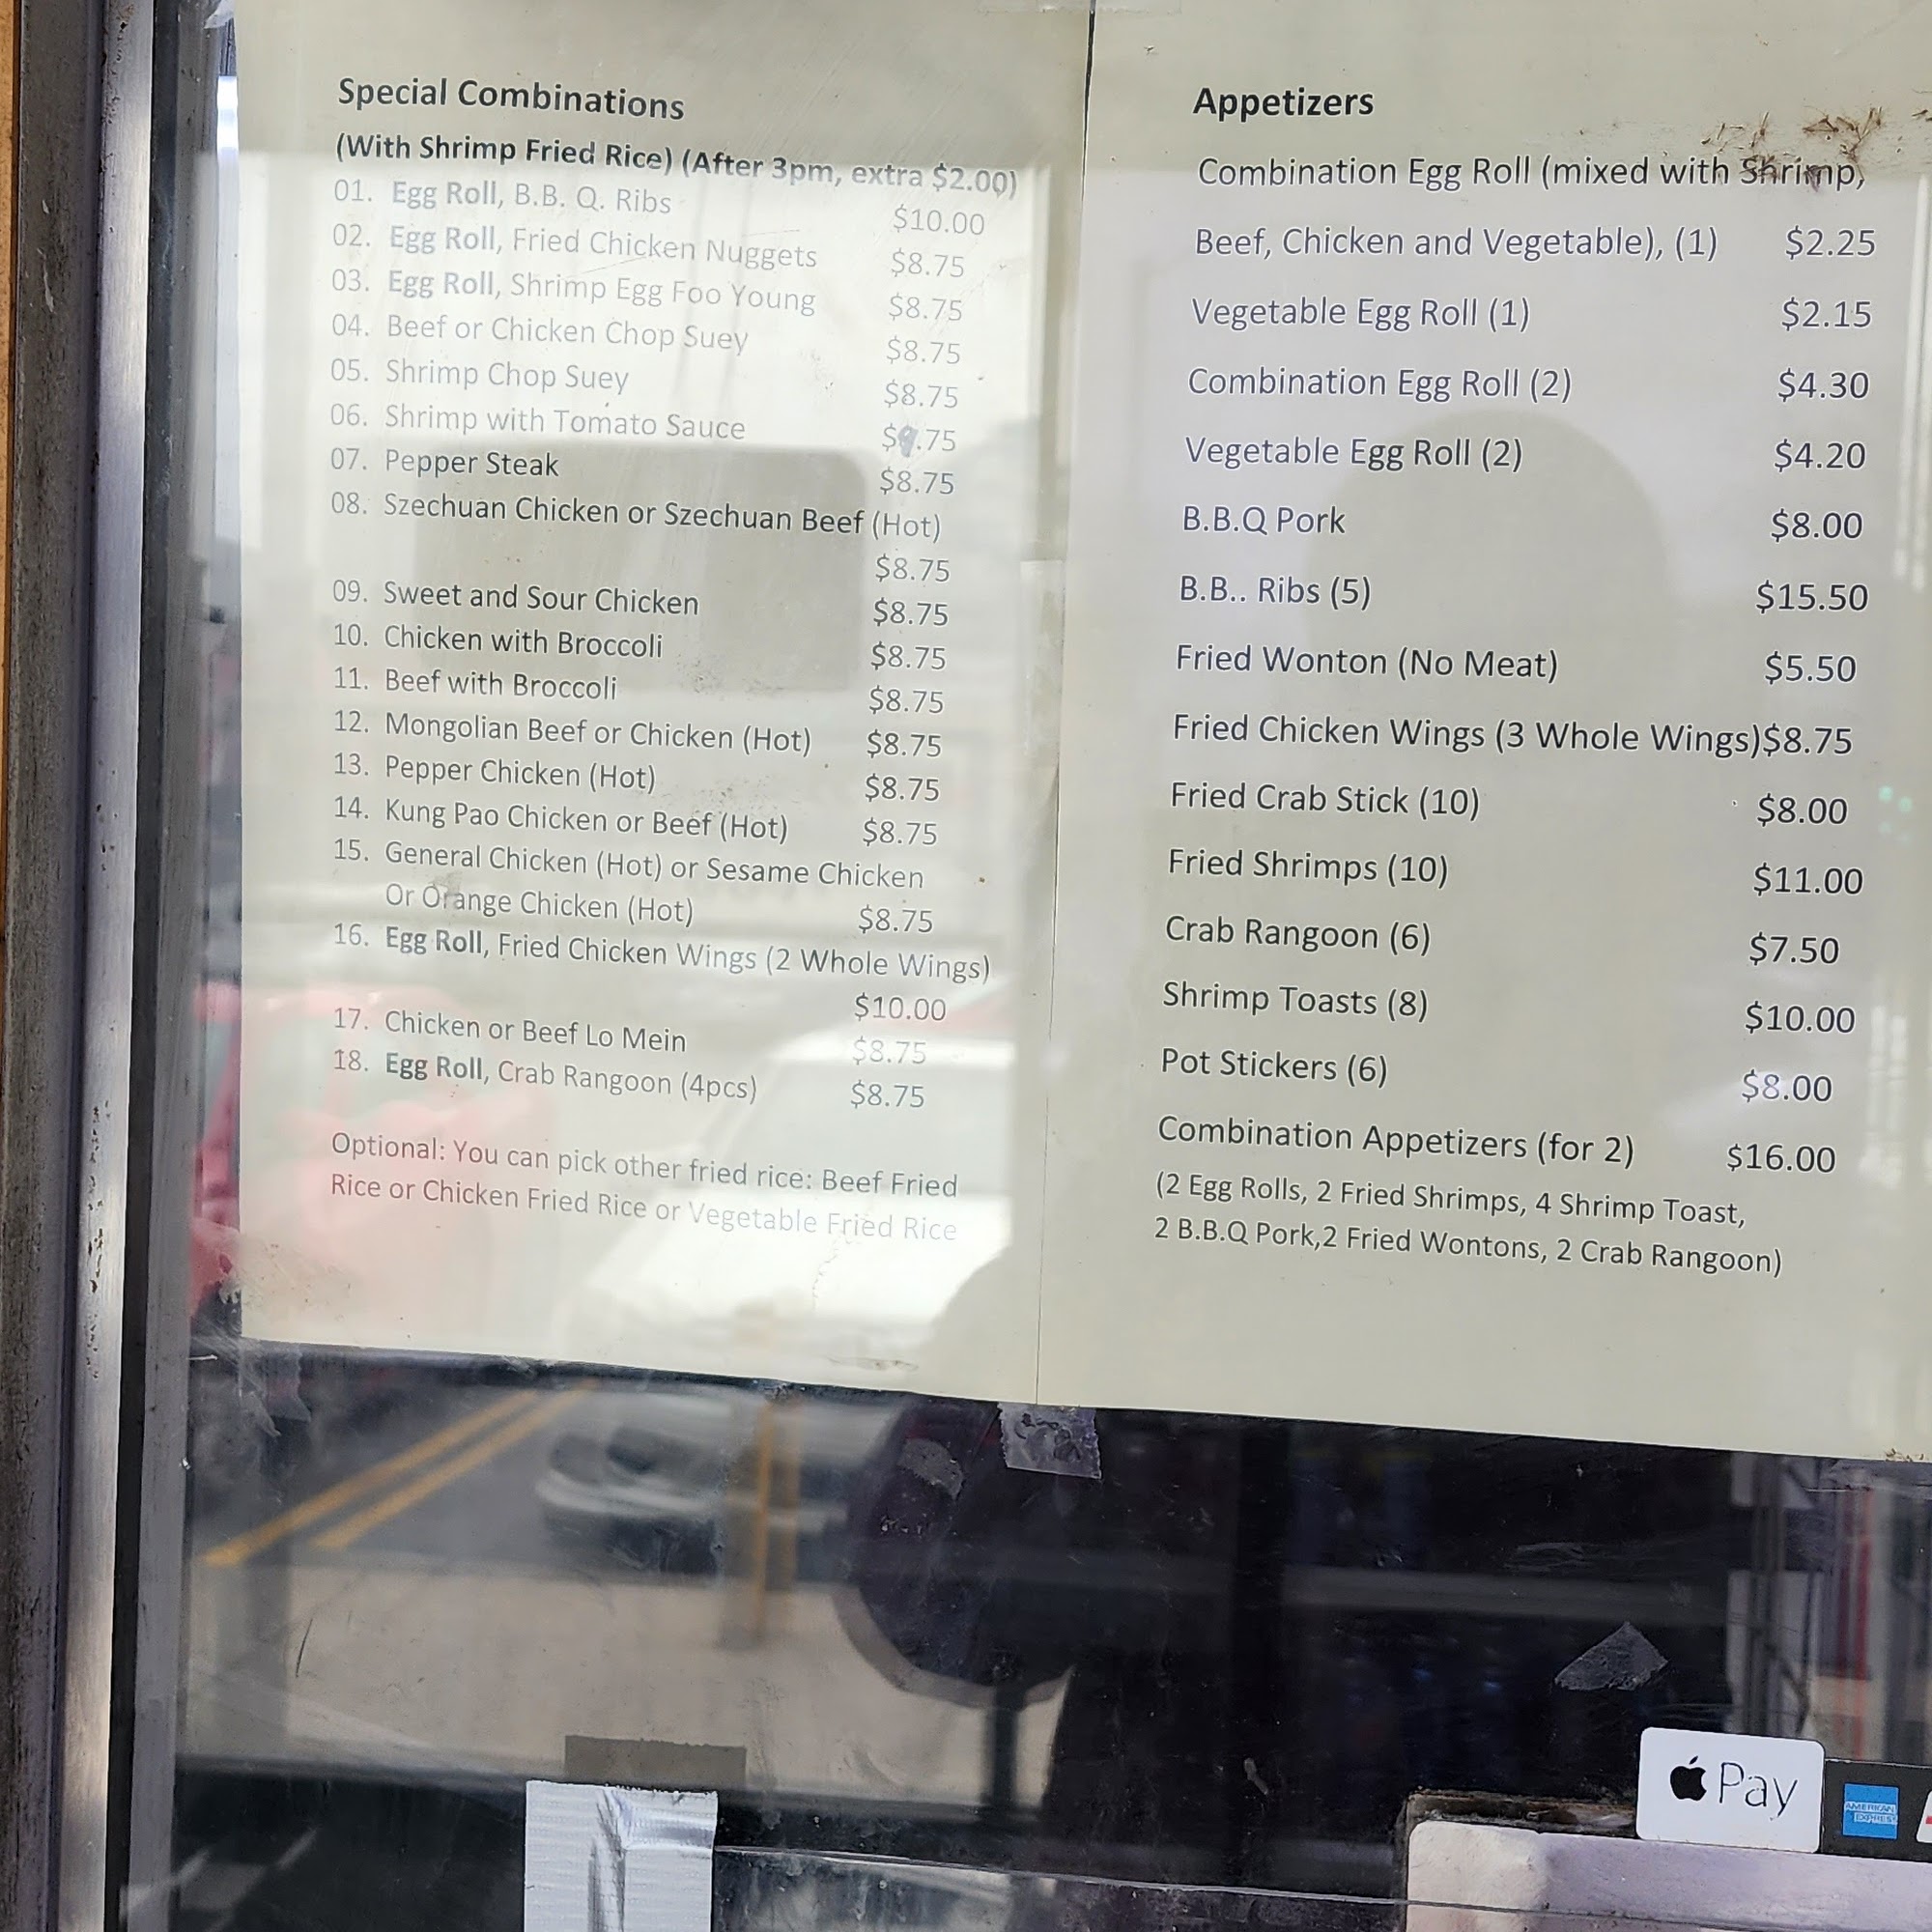 Special Combinations
(With Shrimp Fried Rice) (After 3pm, extra $2.00)
01. Egg Roll, B.B. Q. Ribs $10.00
02. Egg Roll, Fried Chicken Nuggets $8.75
03. Egg Roll, Shrimp Egg Foo Young $8.75
04. Beef or Chicken Chop Suey $8.75
05. Shrimp Chop Suey $8.75
06. Shrimp with Tomato Sauce $9.75
07. Pepper Steak $8.75
08. Szechuan Chicken or Szechuan Beef (Hot)
$8.75
09. Sweet and Sour Chicken $8.75
10. Chicken with Broccoli $8.75
11. Beef with Broccoli $8.75
12. Mongolian Beef or Chicken (Hot) $8.75
13. Pepper Chicken (Hot) $8.75
14. Kung Pao Chicken or Beef (Hot) $8.75
15. General Chicken (Hot) or Sesame Chicken
Or Orange Chicken (Hot) $8.75
16. Egg Roll, Fried Chicken Wings (2 Whole Wings)
$10.00
17. Chicken or Beef Lo Mein $8.75
18. Egg Roll, Crab Rangoon (4pcs) $8.75
Optional: You can pick other fried rice: Beef Fried
Rice or Chicken Fried Rice or Vegetable Fried Rice
Appetizers
Combination Egg Roll (mixed with Shrimp,
Beef, Chicken and Vegetable), (1) $2.25
Vegetable Egg Roll (1) $2.15
Combination Egg Roll (2) $4.30
Vegetable Egg Roll (2) $4.20
B.B.Q Pork $8.00
B.B.. Ribs (5) $15.50
Fried Wonton (No Meat) $5.50
Fried Chicken Wings (3 Whole Wings)$8.75
Fried Crab Stick (10) $8.00
Fried Shrimps (10) $11.00
Crab Rangoon (6) $7.50
Shrimp Toasts (8) $10.00
Pot Stickers (6) $8.00
Combination Appetizers (for 2) $16.00
(2 Egg Rolls, 2 Fried Shrimps, 4 Shrimp Toast,
2 B.B.Q Pork,2 Fried Wontons, 2 Crab Rangoon)
Pay
AMERICAN
EXPRESS